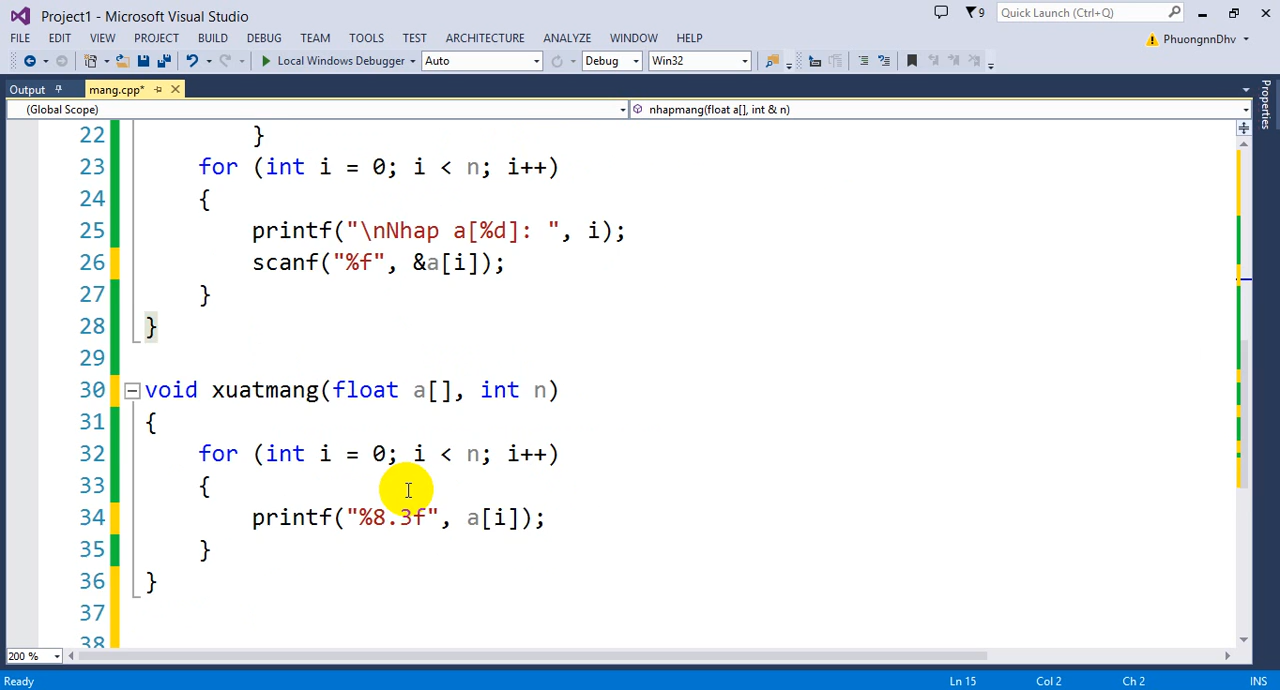 Project1 - Microsoft Visual Studio
9
Quick Launch (Ctrl+Q)
FILE EDIT VIEW PROJECT BUILD DEBUG TEAM TOOLS TEST ARCHITECTURE ANALYZE WINDOW HELP
PhuongnnDhv
Local Windows Debugger Auto Debug Win32
Output mang.cpp*
Properties
(Global Scope) nhapmang(float a[], int & n)
22 }
23 for (int i = 0; i < n; i++)
24 {
25 printf("\nNhap a[%d]: ", i);
26 scanf("%f", &a[i]);
27 }
28 }
29
30 void xuatmang(float a[], int n)
31 {
32 for (int i = 0; i < n; i++)
33 {
34 printf("%8.3f", a[i]);
35 }
36 }
37
38
200 %
Ready Ln 15 Col 2 Ch 2 INS